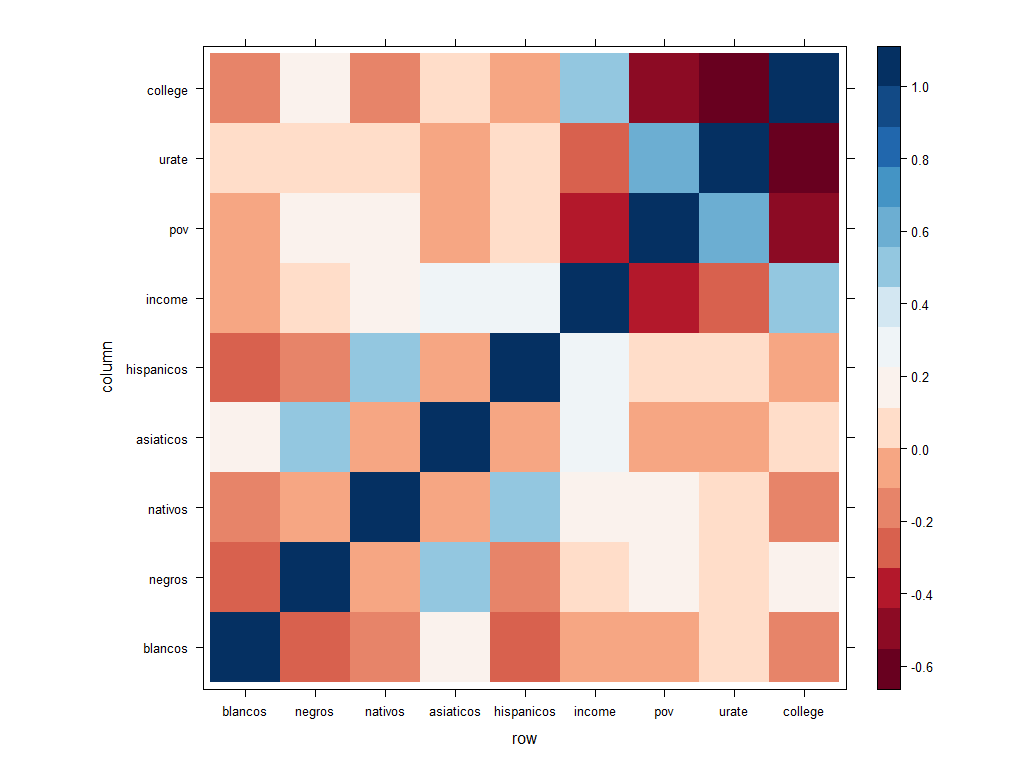 college
urate
pov
income
hispanicos
asiaticos
nativos
negros
blancos
column
blancos negros nativos asiaticos hispanicos income pov urate college
row
1.0
0.8
0.6
0.4
0.2
0.0
-0.2
-0.4
-0.6